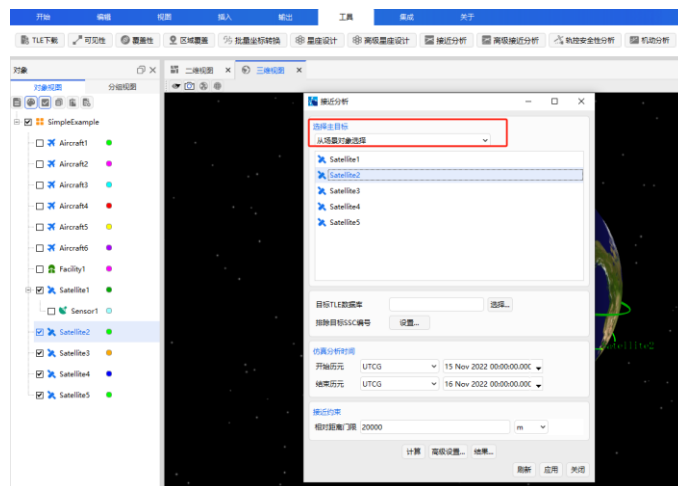 开始 编辑 视图 插入 输出 工具 集成 关于
TLE下载 可见性 覆盖性 区域覆盖 批量坐标转换 星座设计 高级星座设计 接近分析 高级接近分析 轨控安全性分析 机动分析
对象 二维视图 三维视图
对象视图 分组视图
SimpleExample
Aircraft1
Aircraft2
Aircraft3
Aircraft4
Aircraft5
Aircraft6
Facility1
Satellite1
Sensor1
Satellite2
Satellite3
Satellite4
Satellite5
接近分析
选择主目标
从场景对象选择
Satellite1
Satellite2
Satellite3
Satellite4
Satellite5
目标TLE数据库 选择...
排除目标SSC编号 设置...
仿真分析时间
开始历元 UTCG 15 Nov 2022 00:00:00.00(
结束历元 UTCG 16 Nov 2022 00:00:00.00(
接近约束
相对距离门限 20000 m
计算 高级设置... 结果...
刷新 应用 关闭
Satellite2